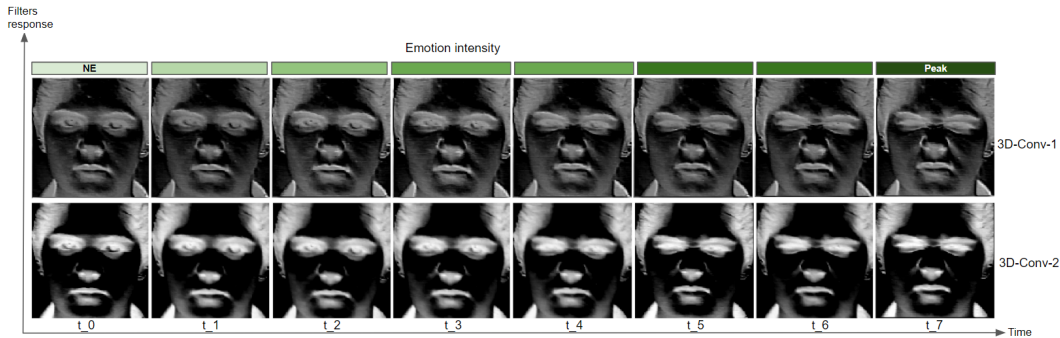 Filters
response
Emotion intensity
NE
Peak
3D-Conv-1
3D-Conv-2
t_0 t_1 t_2 t_3 t_4 t_5 t_6 t_7
Time